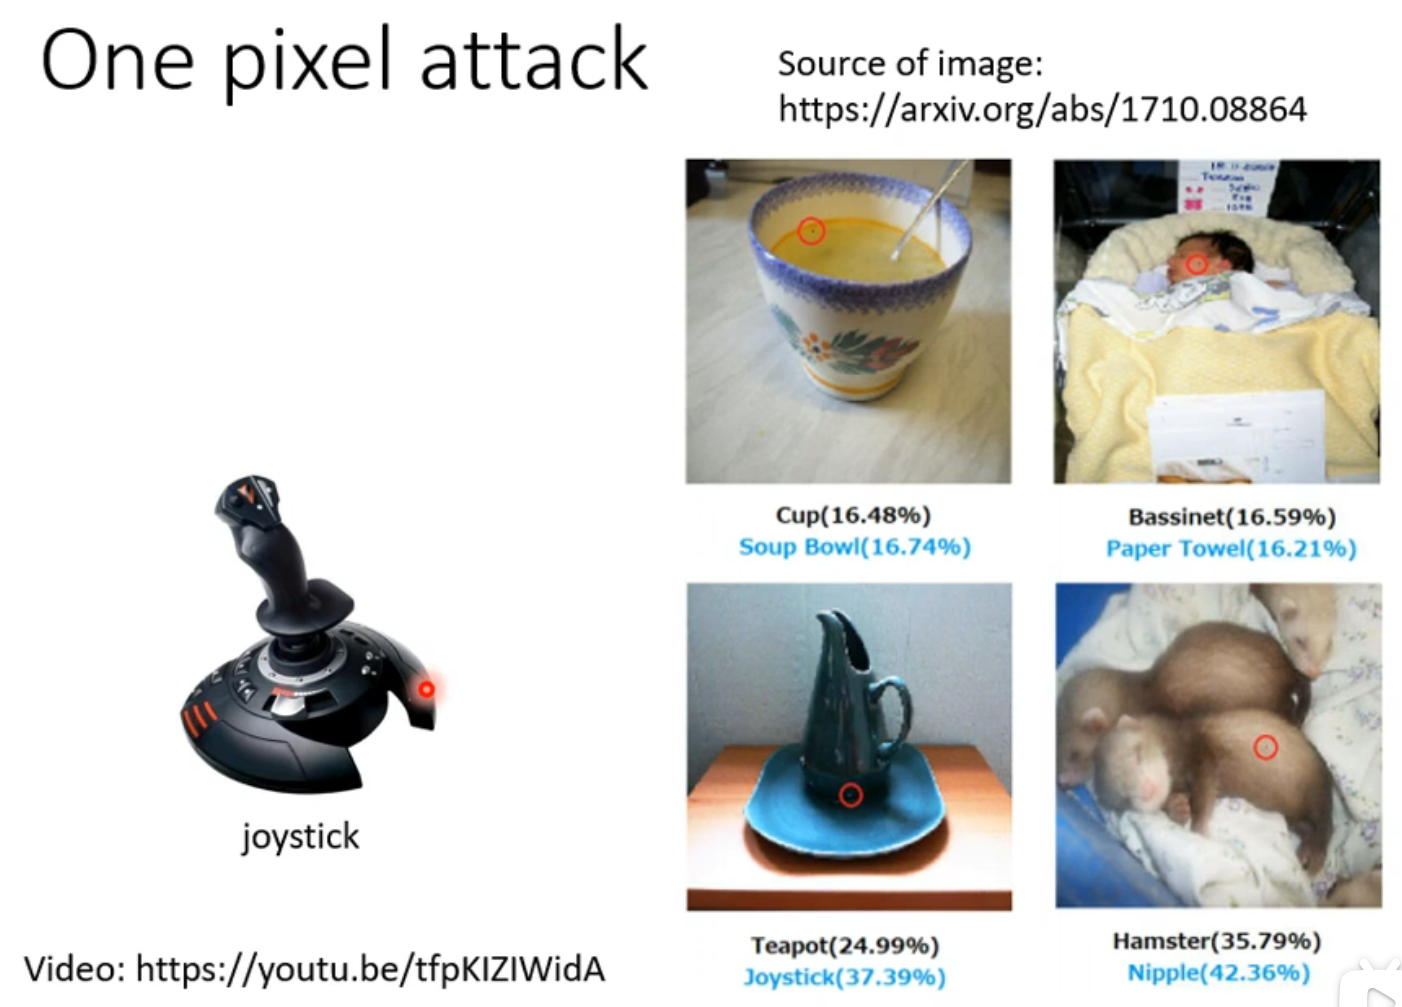 One pixel attack
Source of image:
https://arxiv.org/abs/1710.08864
Cup(16.48%)
Soup Bowl(16.74%)
Bassinet(16.59%)
Paper Towel(16.21%)
joystick
Teapot(24.99%)
Joystick(37.39%)
Hamster(35.79%)
Nipple(42.36%)
Video: https://youtu.be/tfpKIZIWidA